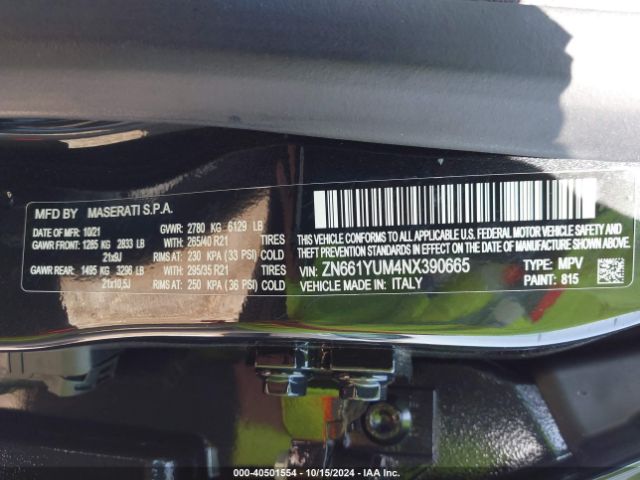 MFD BY MASERATI S.P.A.
DATE OF MFR: 10/21 GWR: 2780 KG 6129 LB
GAWR FRONT: 1285 KG 2833 LB WITH: 265/40 R21 TIRES
21x9J RIMS AT: 230 KPA (33 PSI) COLD
GAWR REAR: 1495 KG 3296 LB WITH: 295/35 R21 TIRES
21x10,5J RIMS AT: 250 KPA (36 PSI) COLD
THIS VEHICLE CONFORMS TO ALL APPLICABLE U.S. FEDERAL MOTOR
VEHICLE SAFETY, BUMPER, AND THEFT PREVENTION STANDARDS IN EFFECT
ON THE DATE OF MANUFACTURE SHOWN ABOVE
VIN: ZN661YUM4NX390665 TYPE: MPV
VEHICLE MADE IN: ITALY PAINT: 815
000-40501554 | 10/15/2024 | IAA Inc.